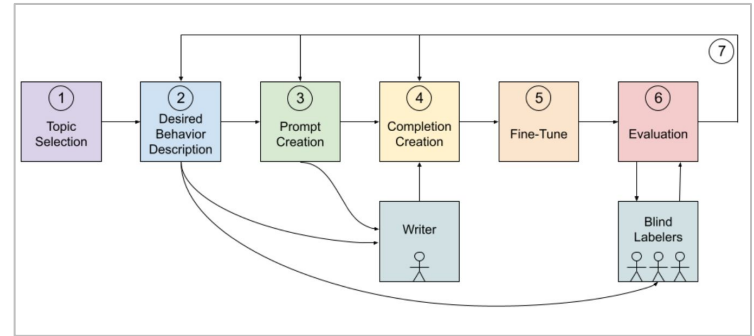 7
1
Topic
Selection
2
Desired
Behavior
Description
3
Prompt
Creation
4
Completion
Creation
5
Fine-Tune
6
Evaluation
Writer
Blind
Labelers